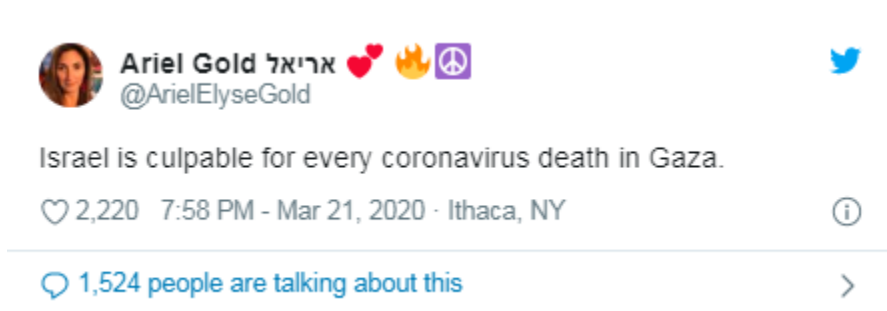 Ariel Gold אריאל 💕 🔥☮️
@ArielElyseGold
Israel is culpable for every coronavirus death in Gaza.
2,220 7:58 PM - Mar 21, 2020 · Ithaca, NY
1,524 people are talking about this